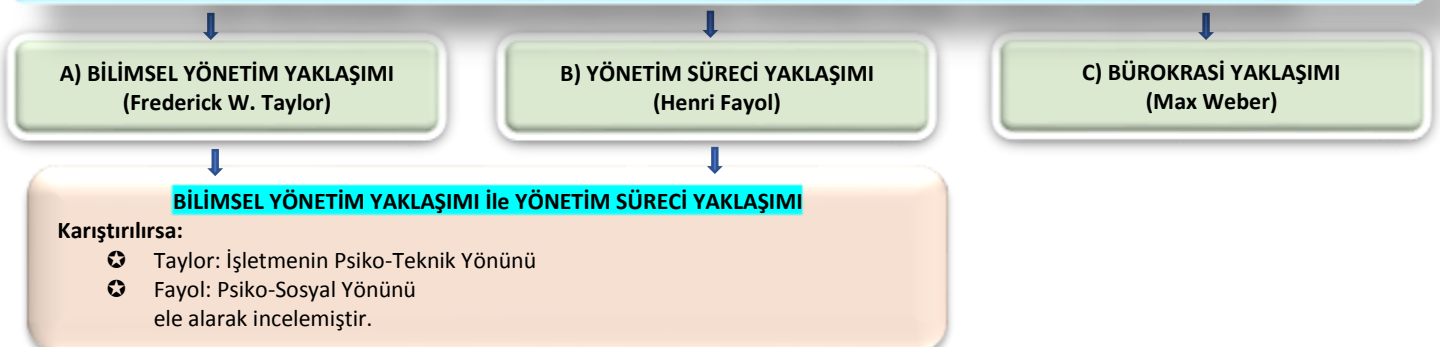 A) BİLİMSEL YÖNETİM YAKLAŞIMI
(Frederick W. Taylor)
B) YÖNETİM SÜRECİ YAKLAŞIMI
(Henri Fayol)
C) BÜROKRASİ YAKLAŞIMI
(Max Weber)
BİLİMSEL YÖNETİM YAKLAŞIMI İle YÖNETİM SÜRECİ YAKLAŞIMI
Karıştırılırsa:
✪ Taylor: İşletmenin Psiko-Teknik Yönünü
✪ Fayol: Psiko-Sosyal Yönünü
ele alarak incelemiştir.